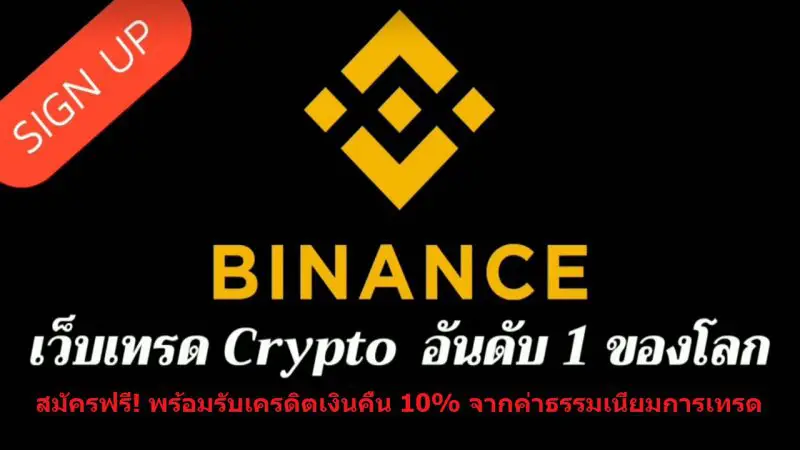 SIGN UP
BINANCE
เว็บเทรด Crypto อันดับ 1 ของโลก
สมัครฟรี! พร้อมรับเครดิตเงินคืน 10% จากค่าธรรมเนียมการเทรด